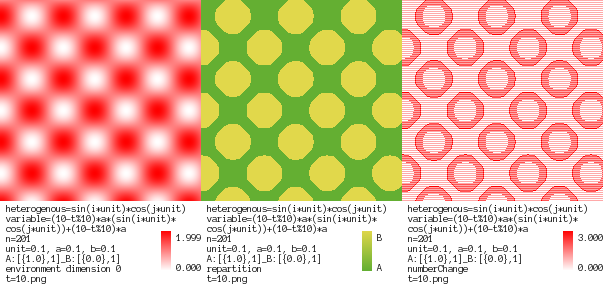 heterogenous=sin(i*unit)*cos(j*unit)
variable=(10-t%10)*a*(sin(i*unit)*
cos(j*unit))+(10-t%10)*a
n=201
unit=0.1, a=0.1, b=0.1
A:[{1.0},1]_B:[{0.0},1]
environment dimension 0
t=10.png
1.999
0.000
heterogenous=sin(i*unit)*cos(j*unit)
variable=(10-t%10)*a*(sin(i*unit)*
cos(j*unit))+(10-t%10)*a
n=201
unit=0.1, a=0.1, b=0.1
A:[{1.0},1]_B:[{0.0},1]
repartition
t=10.png
B
A
heterogenous=sin(i*unit)*cos(j*unit)
variable=(10-t%10)*a*(sin(i*unit)*
cos(j*unit))+(10-t%10)*a
n=201
unit=0.1, a=0.1, b=0.1
A:[{1.0},1]_B:[{0.0},1]
numberChange
t=10.png
3.000
0.000